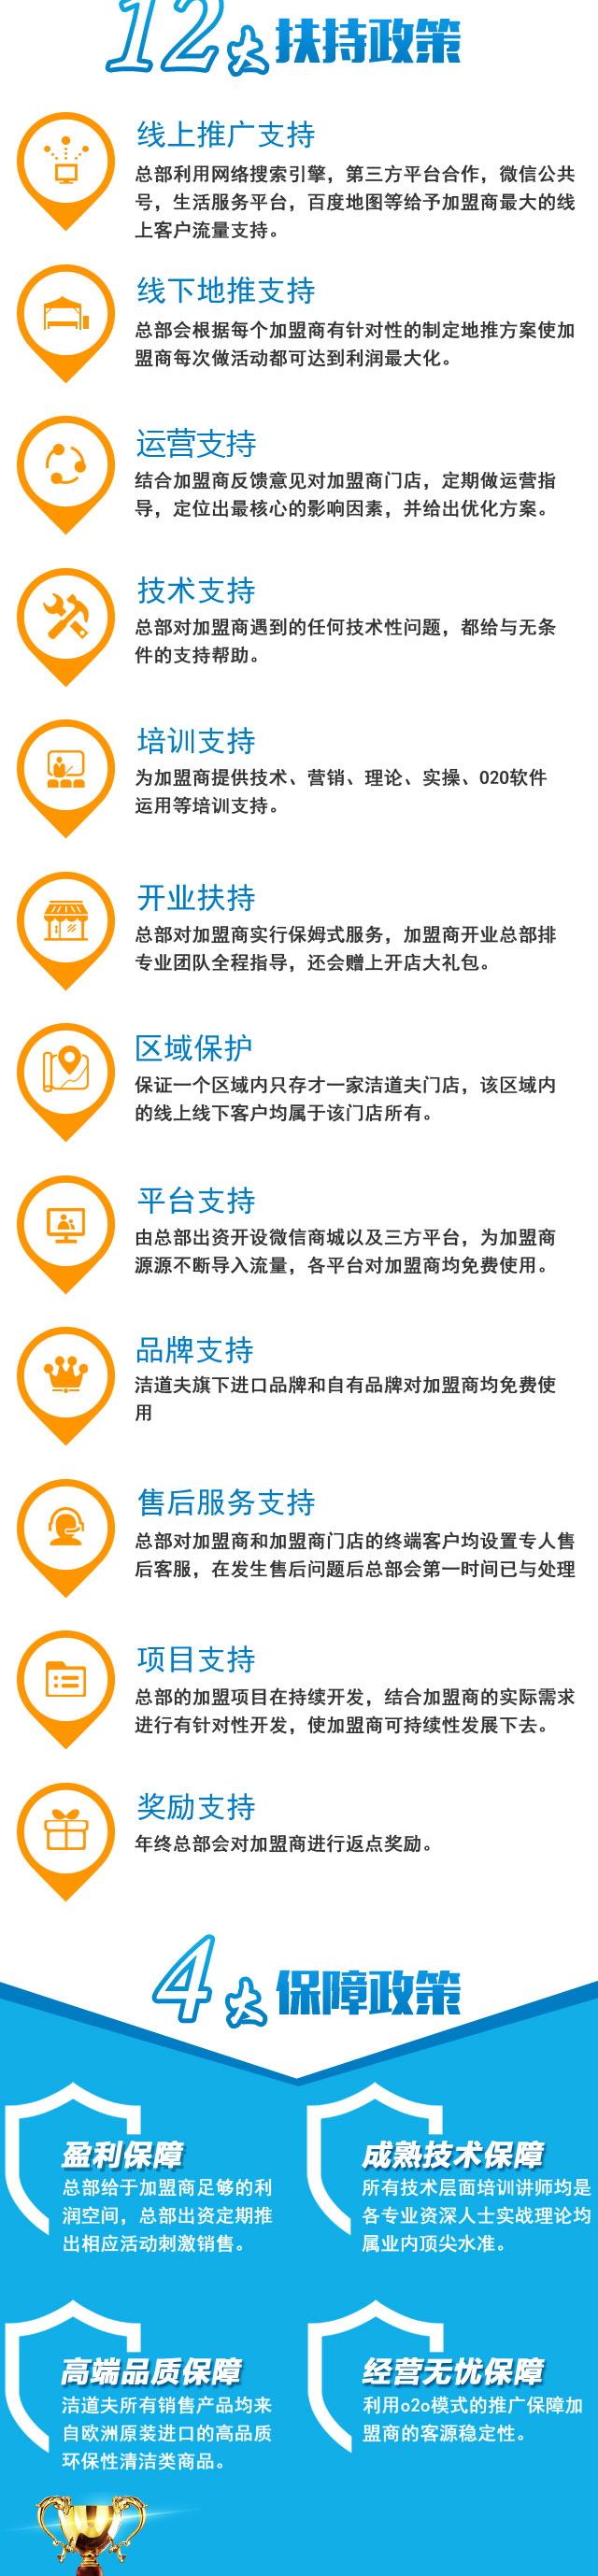 12大扶持政策
线上推广支持
总部利用网络搜索引擎，第三方平台合作，微信公共
号，生活服务平台，百度地图等给予加盟商最大的线
上客户流量支持。
线下地推支持
总部会根据每个加盟商有针对性的制定地推方案使加
盟商每次做活动都可达到利润最大化。
运营支持
结合加盟商反馈意见对加盟商门店，定期做运营指
导，定位出最核心的影响因素，并给出优化方案。
技术支持
总部对加盟商遇到的任何技术性问题，都给与无条
件的支持帮助。
培训支持
为加盟商提供技术、营销、理论、实操、020软件
运用等培训支持。
开业扶持
总部对加盟商实行保姆式服务，加盟商开业总部排
专业团队全程指导，还会赠上开店大礼包。
区域保护
保证一个区域内只存才一家洁道夫门店，该区域内
的线上线下客户均属于该门店所有。
平台支持
由总部出资开设微信商城以及三方平台，为加盟商
源源不断导入流量，各平台对加盟商均免费使用。
品牌支持
洁道夫旗下进口品牌和自有品牌对加盟商均免费使
用
售后服务支持
总部对加盟商和加盟商门店的终端客户均设置专人售
后客服，在发生售后问题后总部会第一时间已与处理
项目支持
总部的加盟项目在持续开发，结合加盟商的实际需求
进行有针对性开发，使加盟商可持续性发展下去。
奖励支持
年终总部会对加盟商进行返点奖励。
4大保障政策
盈利保障
总部给于加盟商足够的利
润空间，总部出资定期推
出相应活动刺激销售。
成熟技术保障
所有技术层面培训讲师均是
各专业资深人士实战理论均
属业内顶尖水准。
高端品质保障
洁道夫所有销售产品均来
自欧洲原装进口的高品质
环保性清洁类商品。
经营无忧保障
利用o2o模式的推广保障加
盟商的客源稳定性。